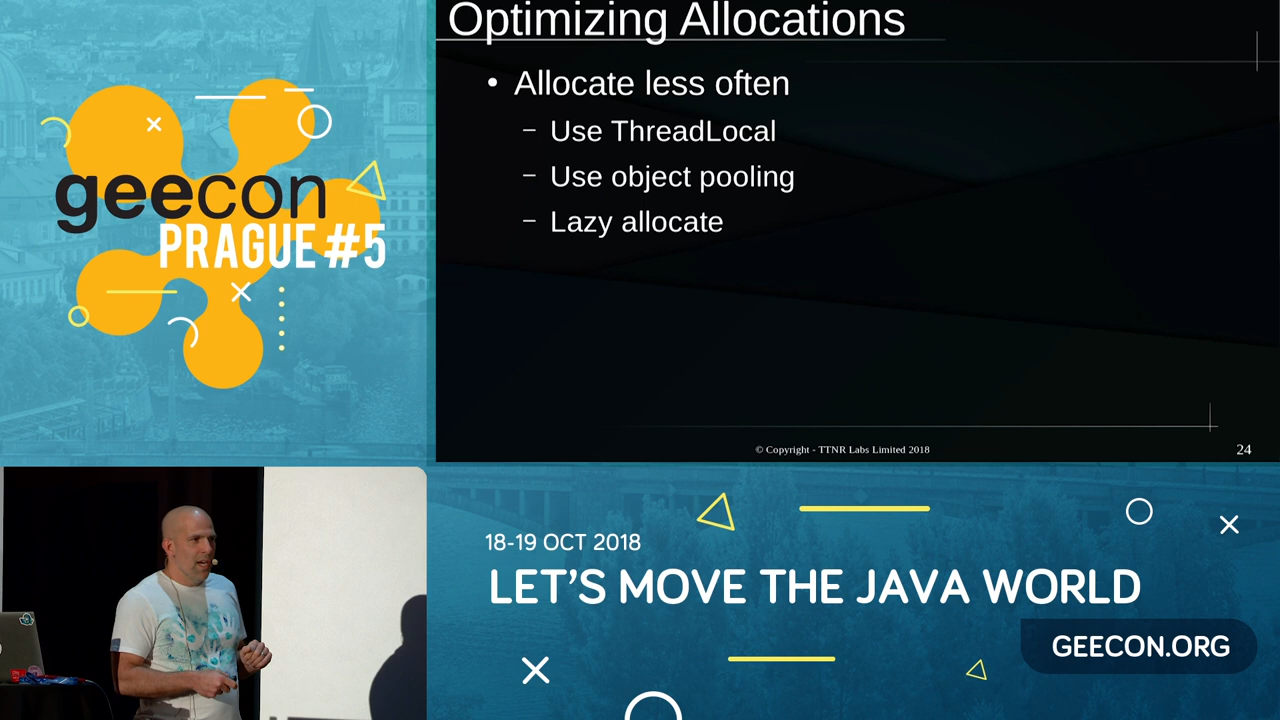 geecon
PRAGUE #5
Optimizing Allocations
• Allocate less often
– Use ThreadLocal
– Use object pooling
– Lazy allocate
© Copyright - TTNR Labs Limited 2018
24
18-19 OCT 2018
LET'S MOVE THE JAVA WORLD
GEECON.ORG